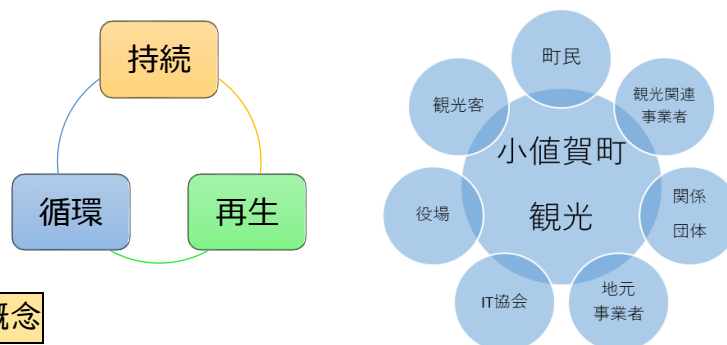 持続
循環
再生
概念
町民
観光客
観光関連
事業者
小値賀町
観光
役場
関係
団体
IT協会
地元
事業者